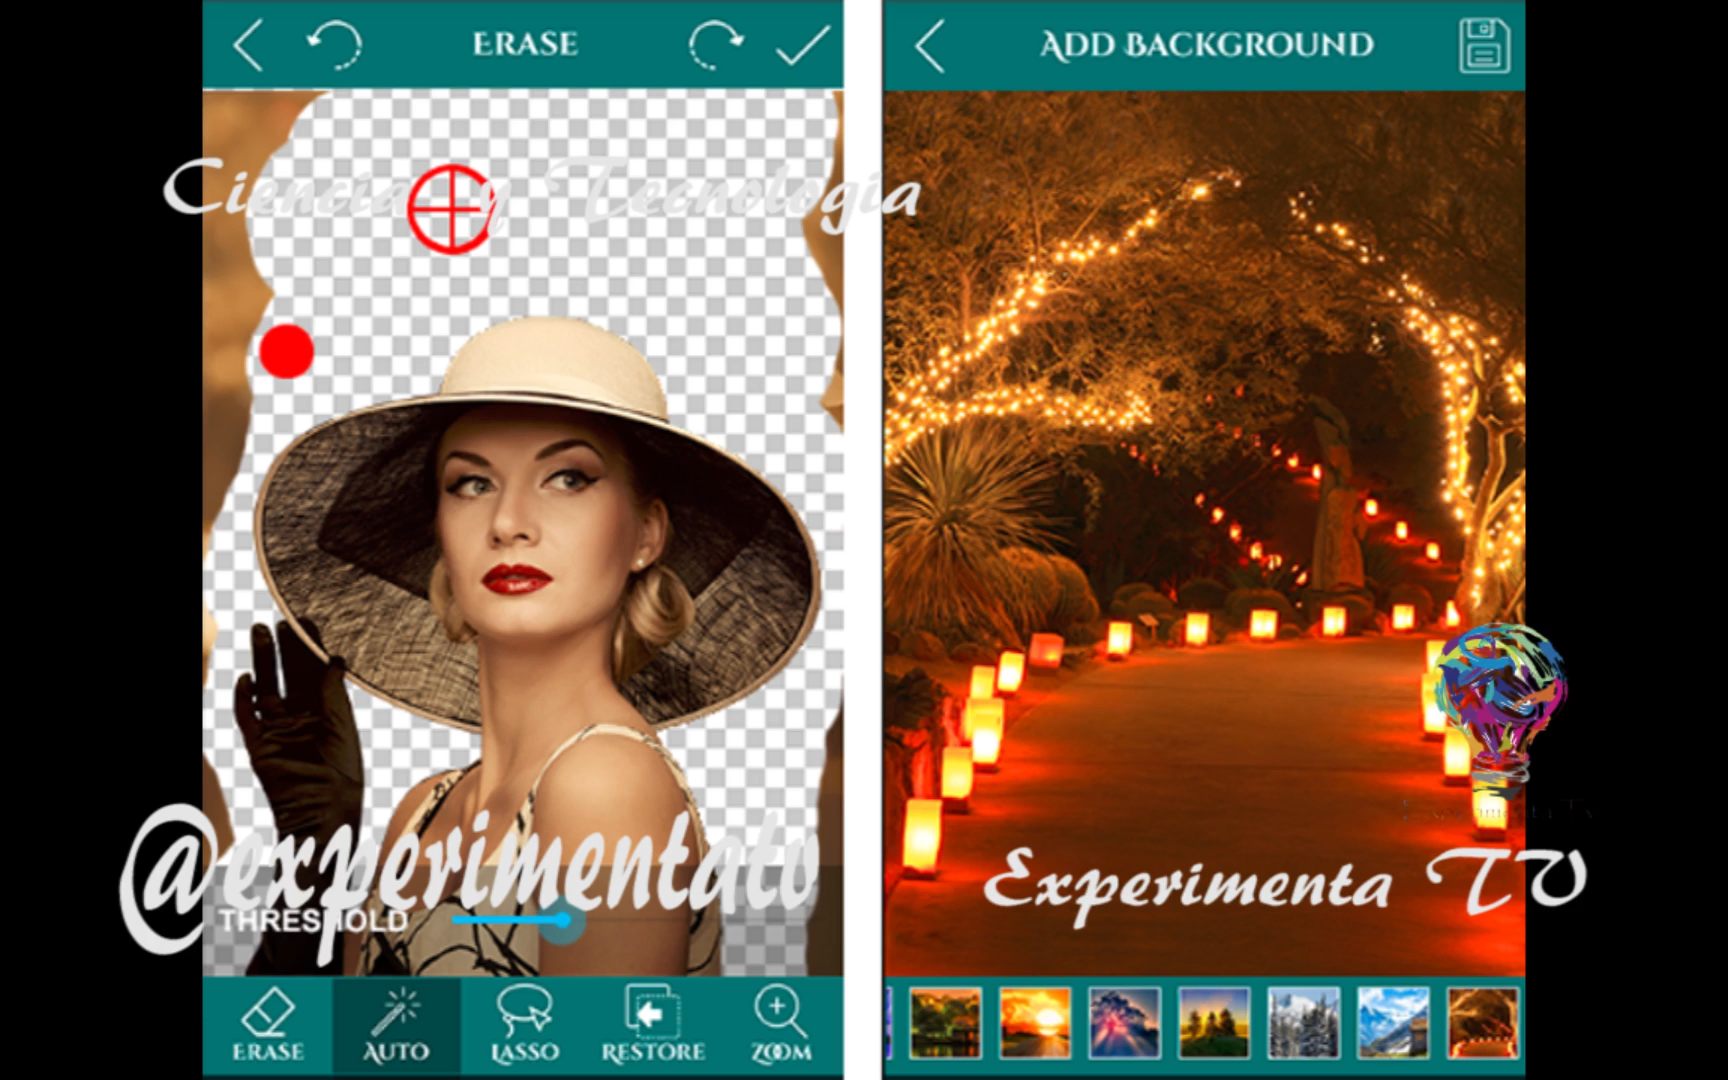 ERASE
ADD BACKGROUND
Ciencia y Tecnologia
@experimentatv
Experimenta TV
THRESHOLD
ERASE
AUTO
LASSO
RESTORE
ZOOM